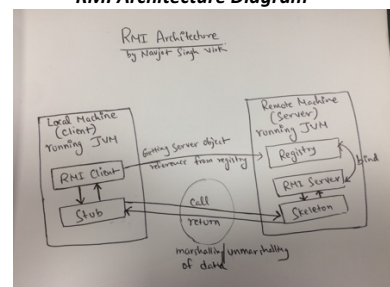 RMI Architecture Diagram
RMI Architecture
by Navjot Singh Virk
Local Machine
(Client)
running JVM
RMI Client
Stub
Getting Server object
reference from registry
call
return
marshalling/unmarshalling
of data
Remote Machine
(Server)
running JVM
Registry
bind
RMI Server
Skeleton